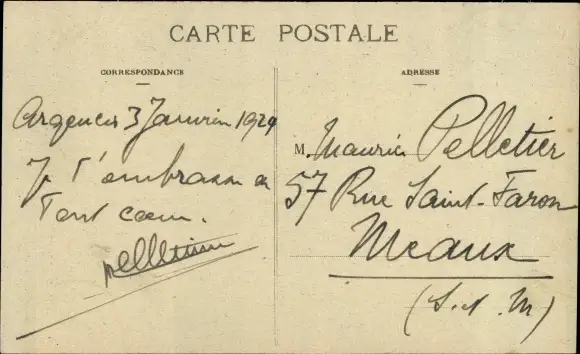 CARTE POSTALE
CORRESPONDANCE
ADRESSE
Argences 3 Janvier 1929
Je t'embrasse de
Tout coeur.
Pelletier
M. Maurice Pelletier
57 Rue Saint-Faron
Meaux
(S.et M)